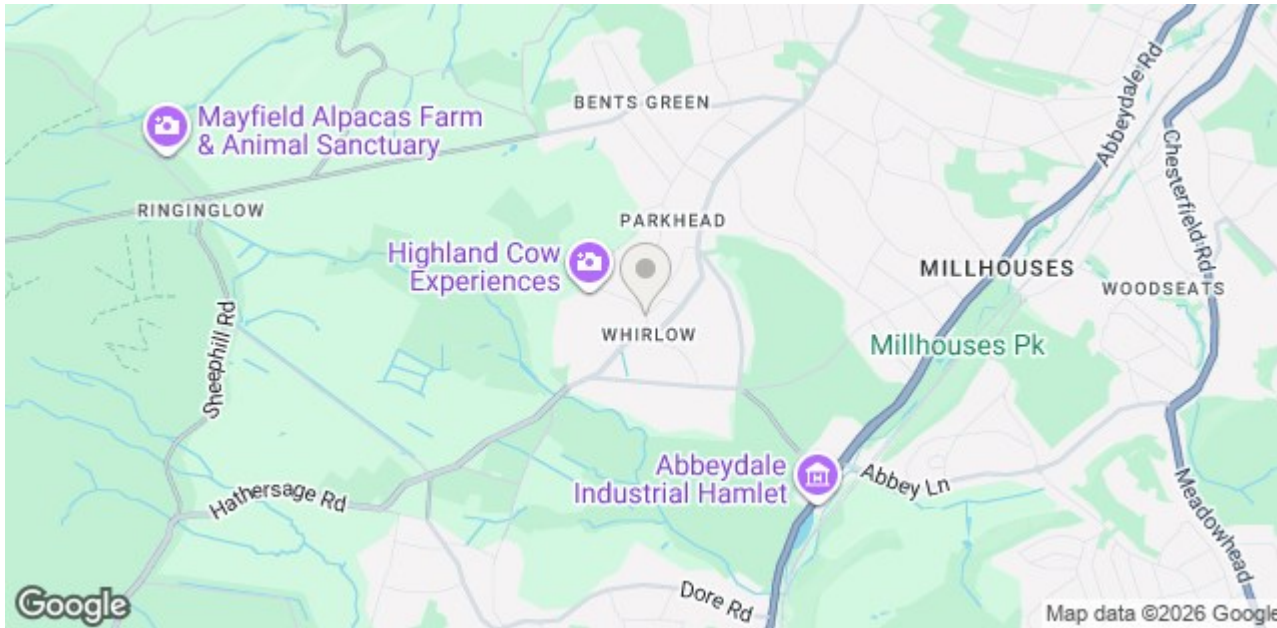 BENTS GREEN
Mayfield Alpacas Farm
& Animal Sanctuary
Abbeydale Rd
Chesterfield Rd
RINGINGLOW
PARKHEAD
Highland Cow
Experiences
MILLHOUSES
WOODSEATS
WHIRLOW
Millhouses Pk
Sheephill Rd
Abbeydale
Industrial Hamlet
Abbey Ln
Hathersage Rd
Meadowhead
Dore Rd
Google
Map data ©2026 Google